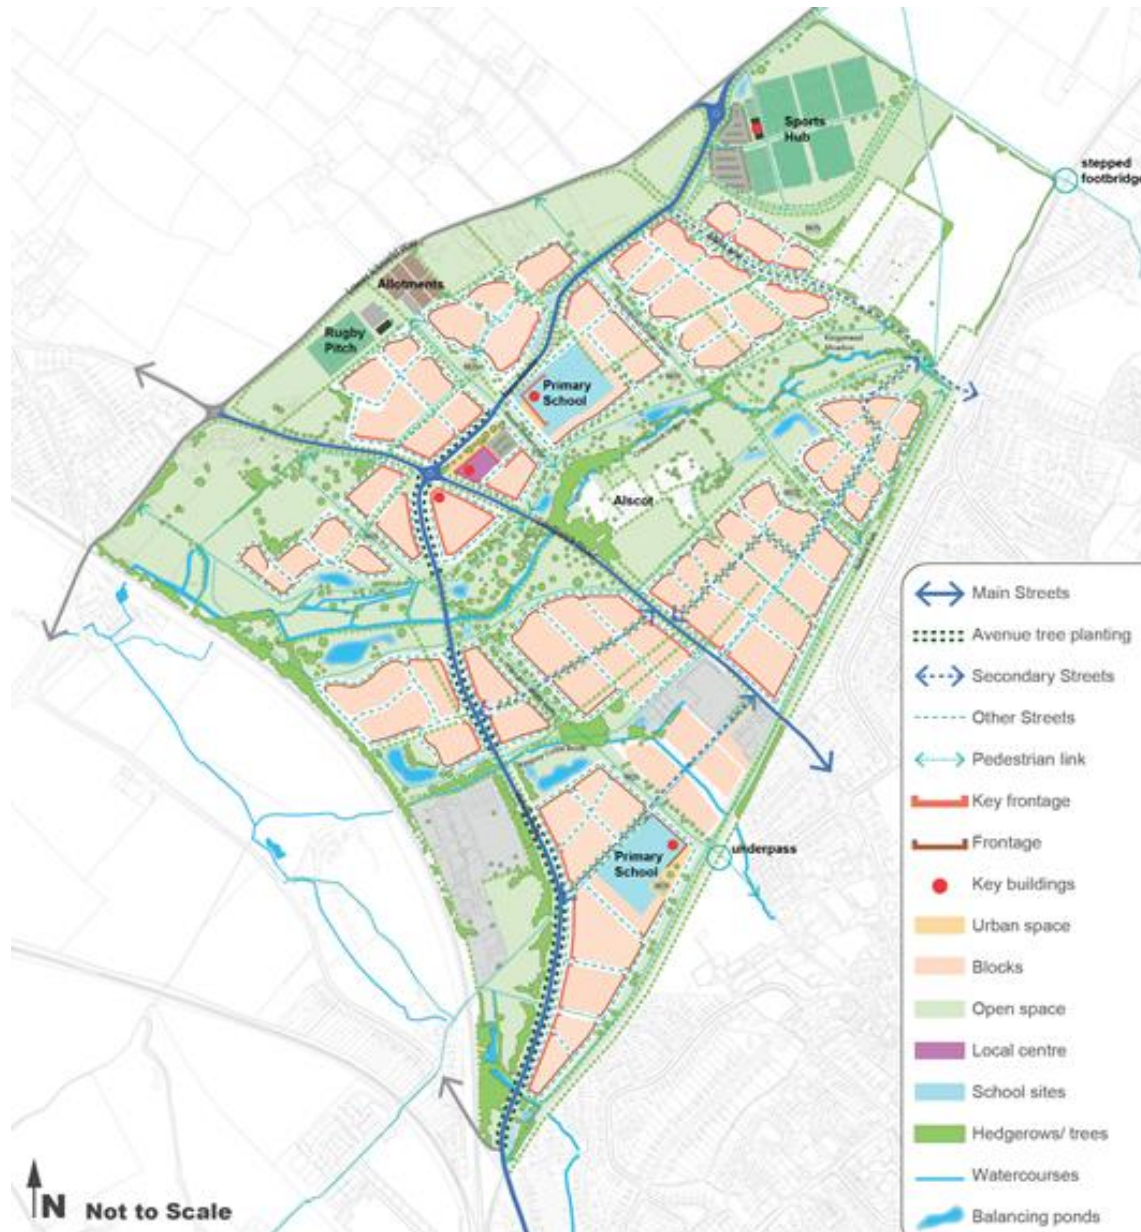 Sports
Hub
stepped
footbridge
Allotments
Rugby
Pitch
Primary
School
Alscot
Primary
School
underpass
Main Streets
Avenue tree planting
Secondary Streets
Other Streets
Pedestrian link
Key frontage
Frontage
Key buildings
Urban space
Blocks
Open space
Local centre
School sites
Hedgerows/ trees
Watercourses
Balancing ponds
N Not to Scale